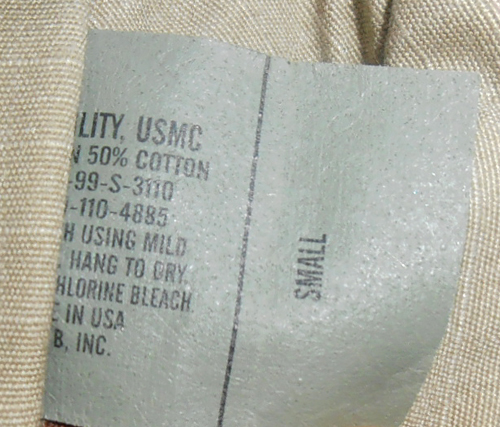 LITY, USMC
N 50% COTTON
-99-S-3110
-110-4885
H USING MILD
. HANG TO DRY
HLORINE BLEACH.
E IN USA
B, INC.
SMALL